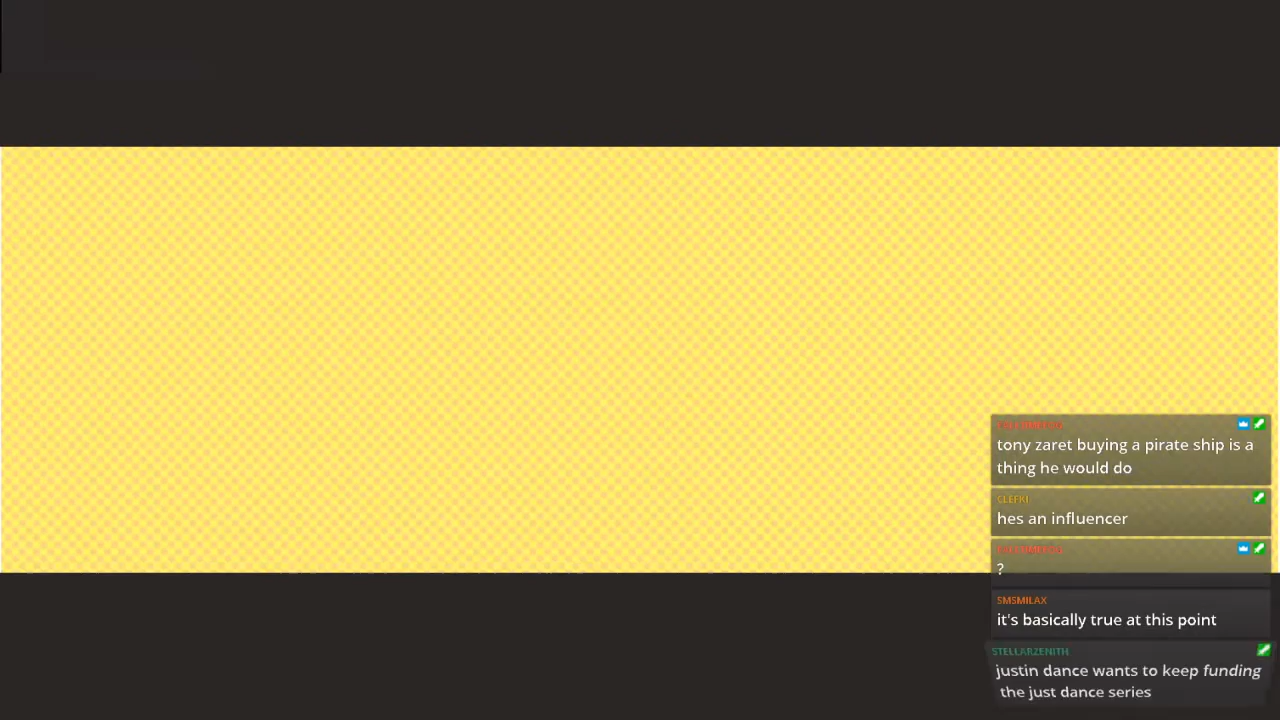 tony zaret buying a pirate ship is a
thing he would do
CLEFKI
hes an influencer
?
SMSMILAX
it's basically true at this point
STELLARZENITH
justin dance wants to keep funding
the just dance series